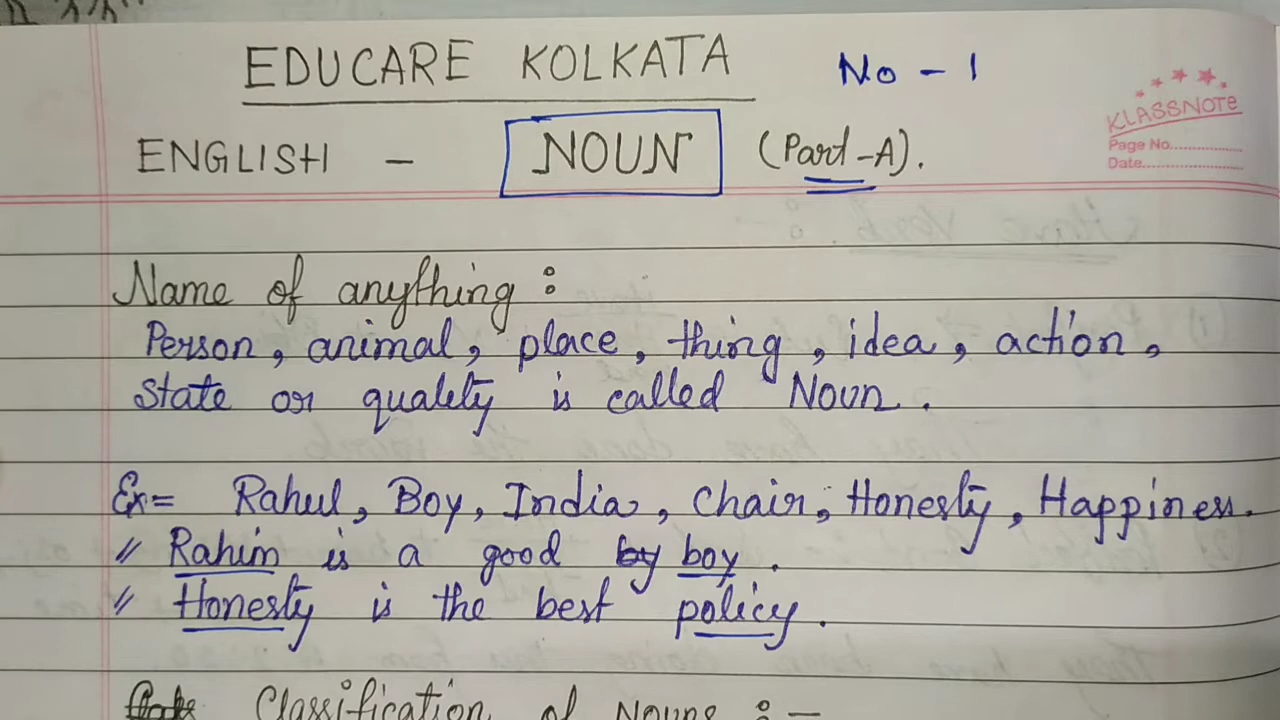 EDUCARE KOLKATA No - 1
KLASSNOTE
Page No..................
Date......................
ENGLISH - NOUN (Part-A).
Name of anything :
Person, animal, place, thing, idea, action,
state or quality is called Noun.
Ex= Rahul, Boy, India, Chair, Honesty, Happiness.
" Rahim is a good by boy.
" Honesty is the best policy.
Classification of Nouns :-